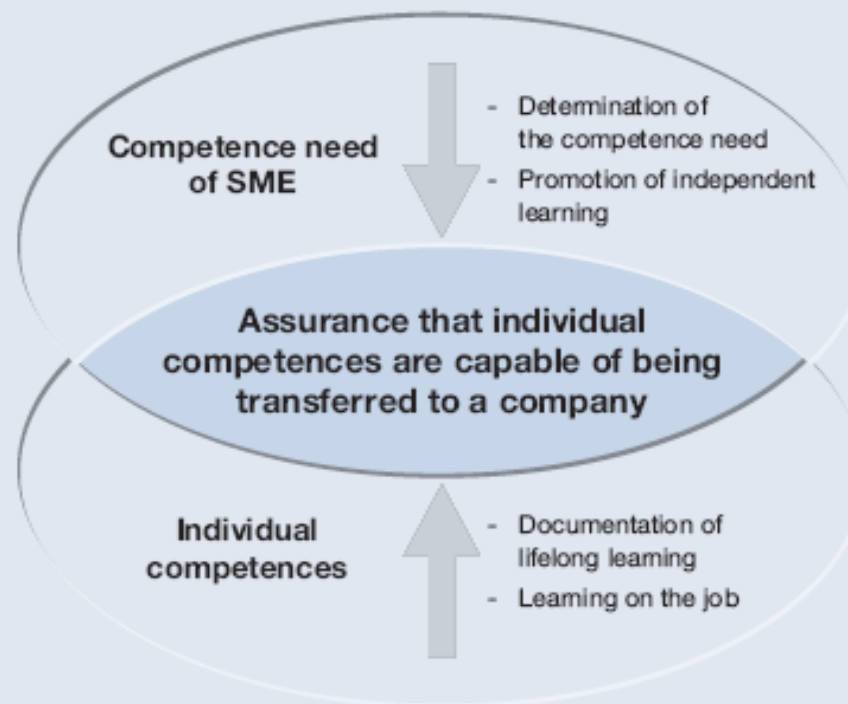 Competence need
of SME
- Determination of
the competence need
- Promotion of independent
learning
Assurance that individual
competences are capable of being
transferred to a company
Individual
competences
- Documentation of
lifelong learning
- Learning on the job